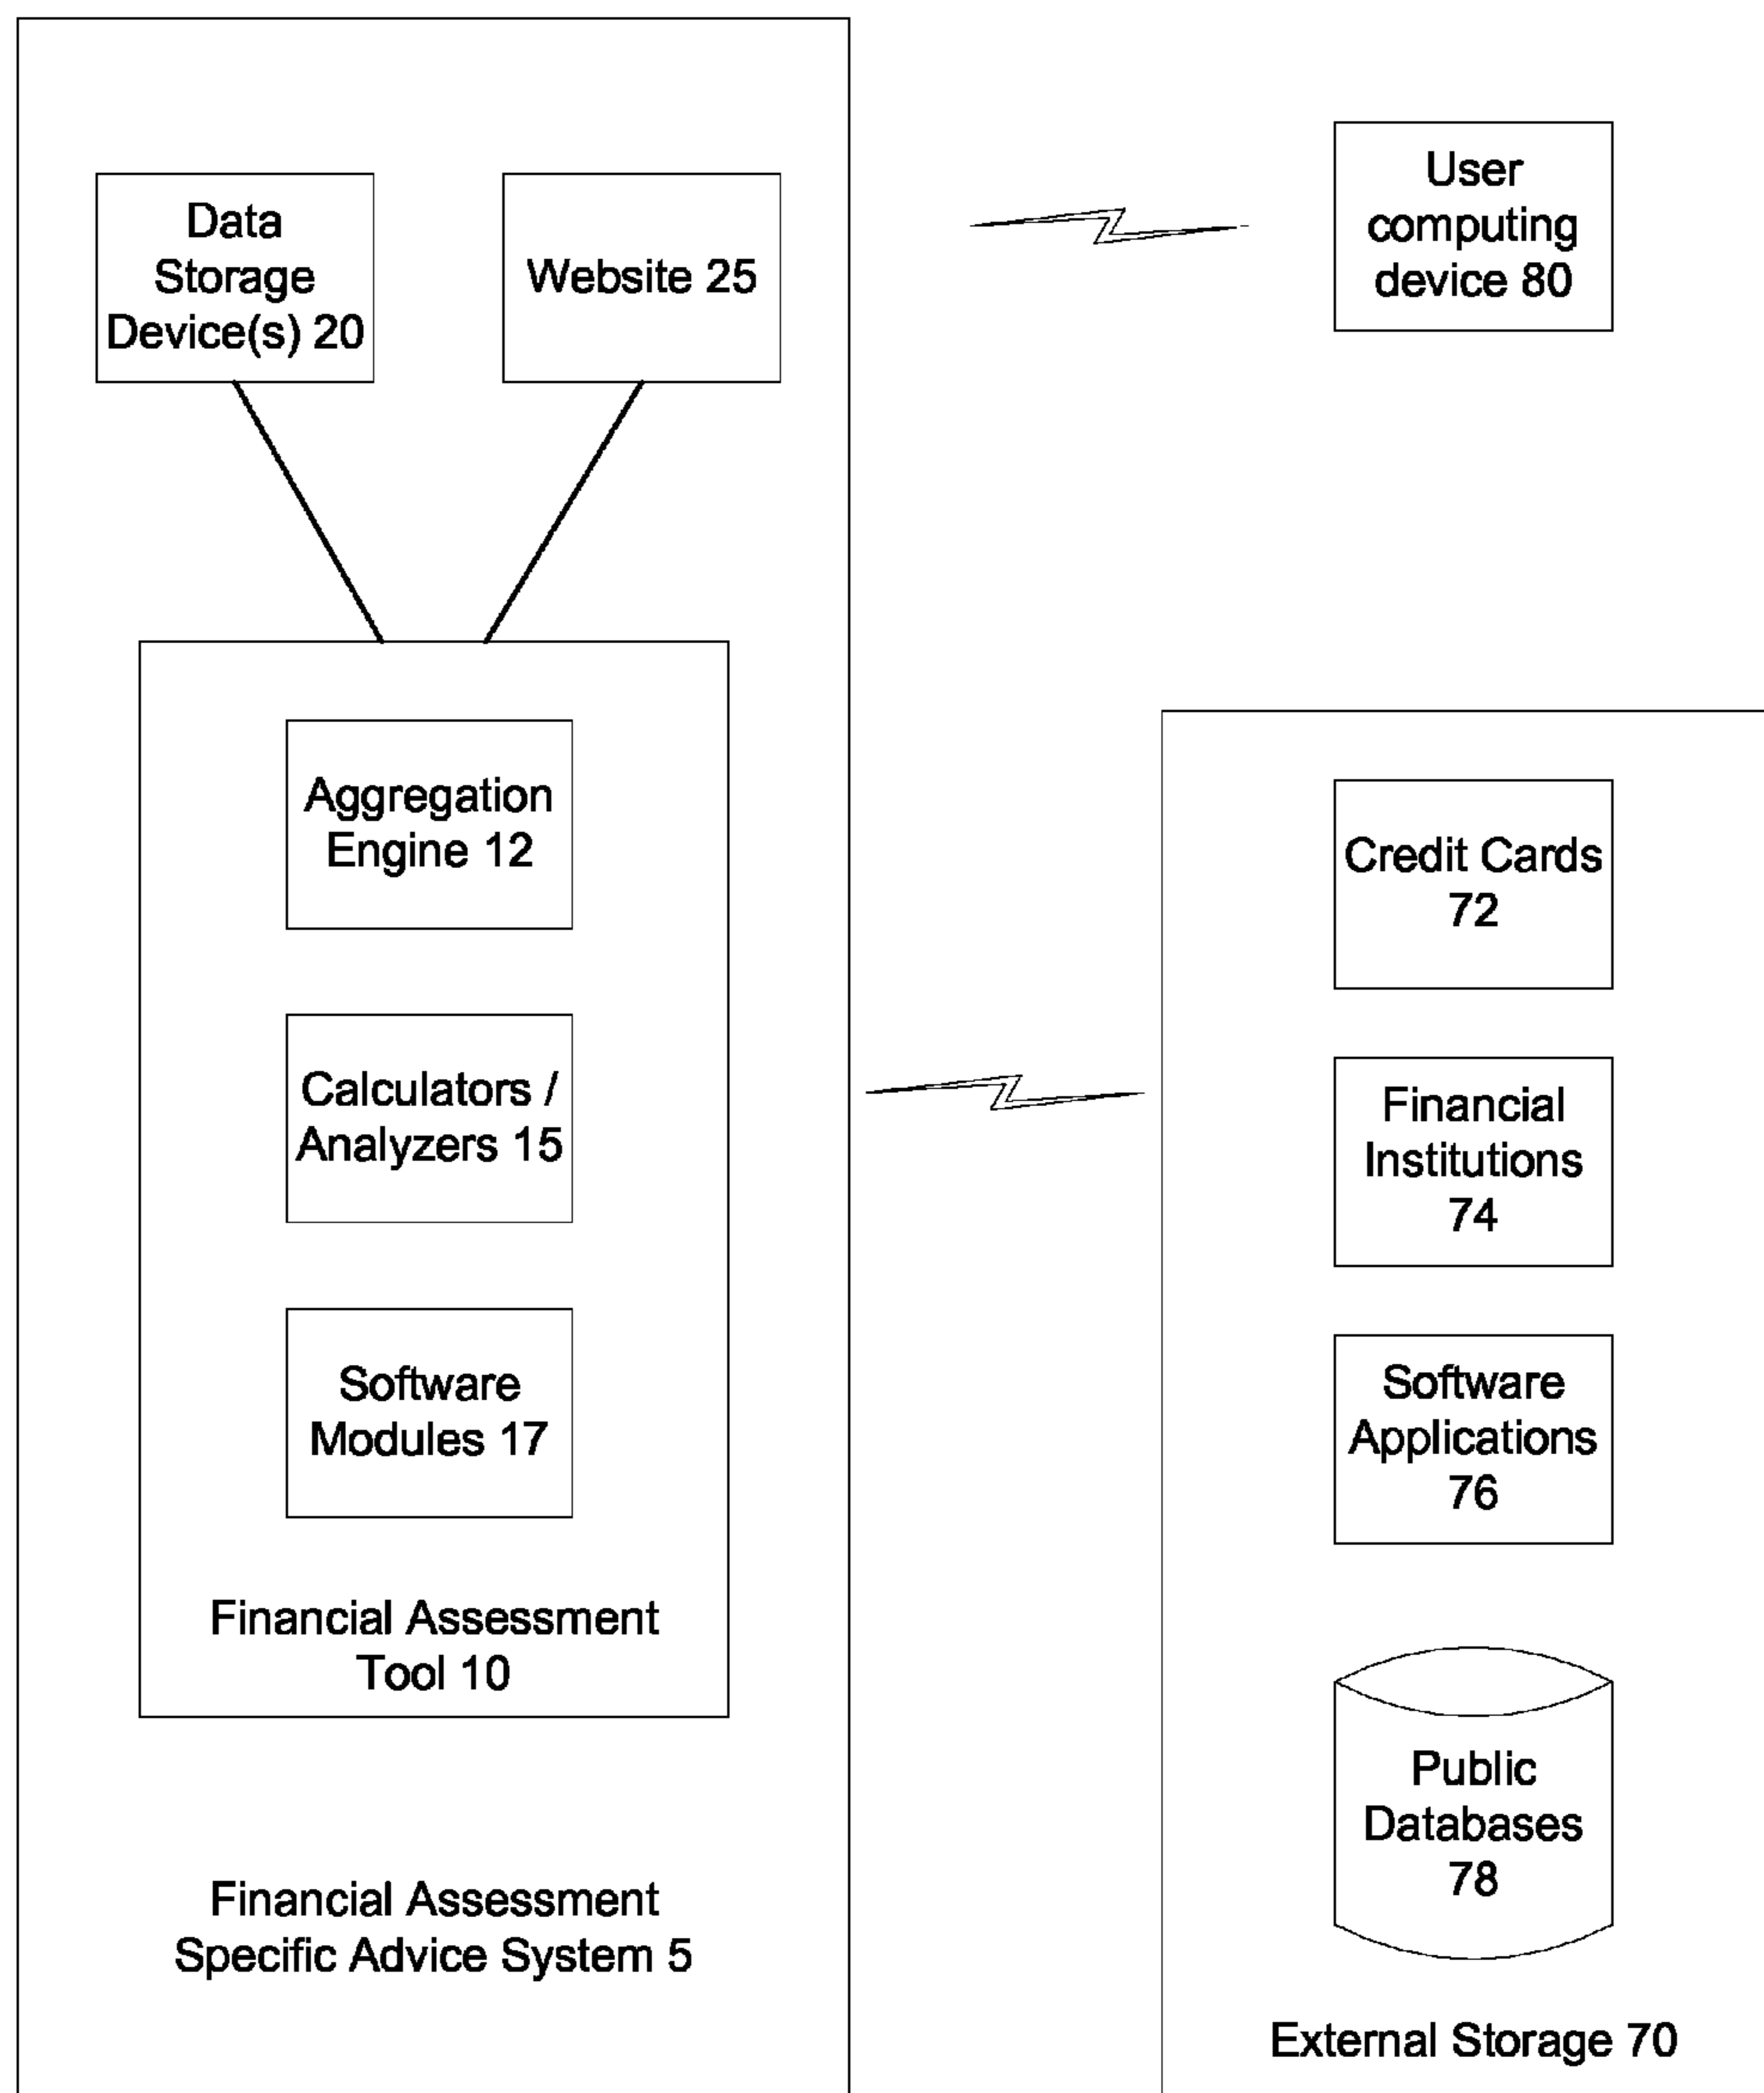 Data
Storage
Device(s) 20
Website 25
User
computing
device 80
Aggregation
Engine 12
Calculators /
Analyzers 15
Software
Modules 17
Financial Assessment
Tool 10
Financial Assessment
Specific Advice System 5
Credit Cards
72
Financial
Institutions
74
Software
Applications
76
Public
Databases
78
External Storage 70